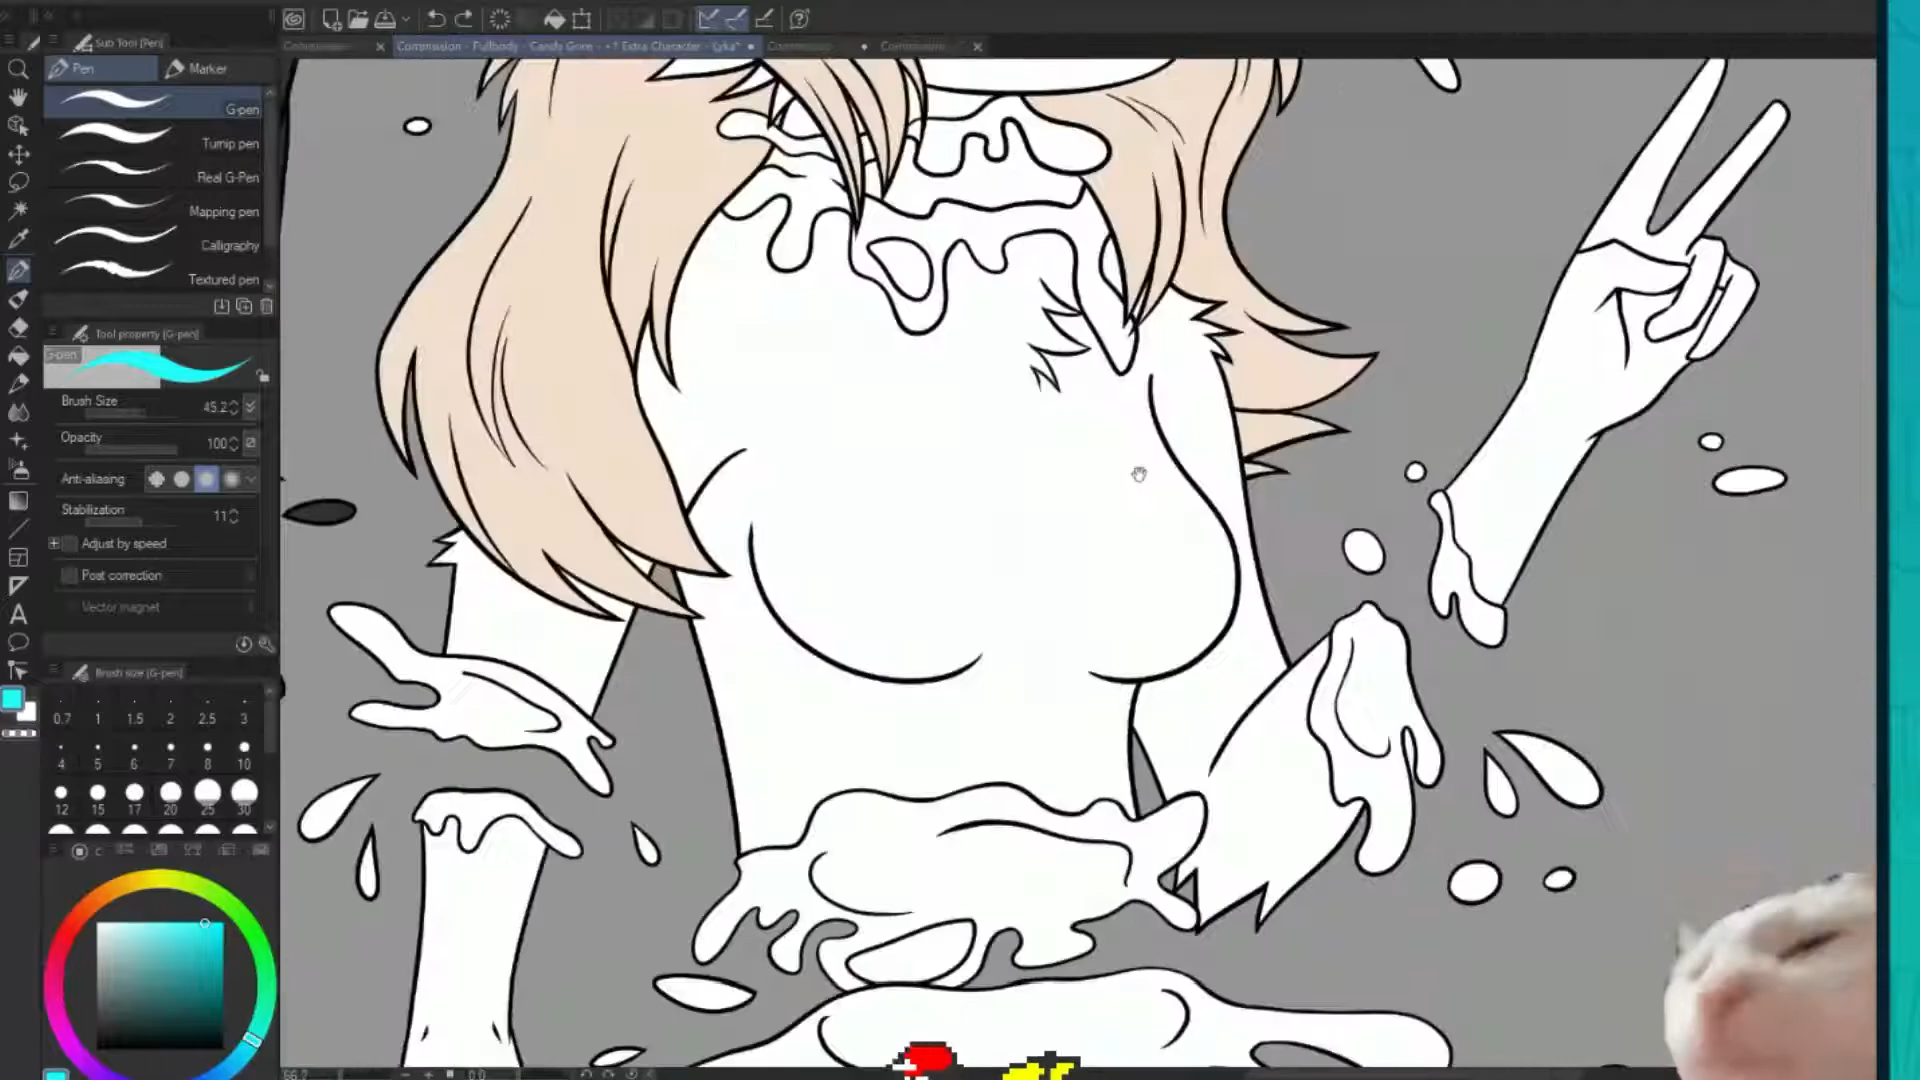 Sub Tool [Pen]
Commission - Fullbody - Candy Gore - +1 Extra Character - Lyka*
Pen
Marker
G-pen
Turnip pen
Real G-Pen
Mapping pen
Calligraphy
Textured pen
Tool property [G-pen]
G-pen
Brush Size 45.2
Opacity 100
Anti-aliasing
Stabilization 11
Adjust by speed
Post correction
Vector magnet
Brush size [G-pen]
0.7 1 1.5 2 2.5 3
4 5 6 7 8 10
12 15 17 20 25 30
0.0